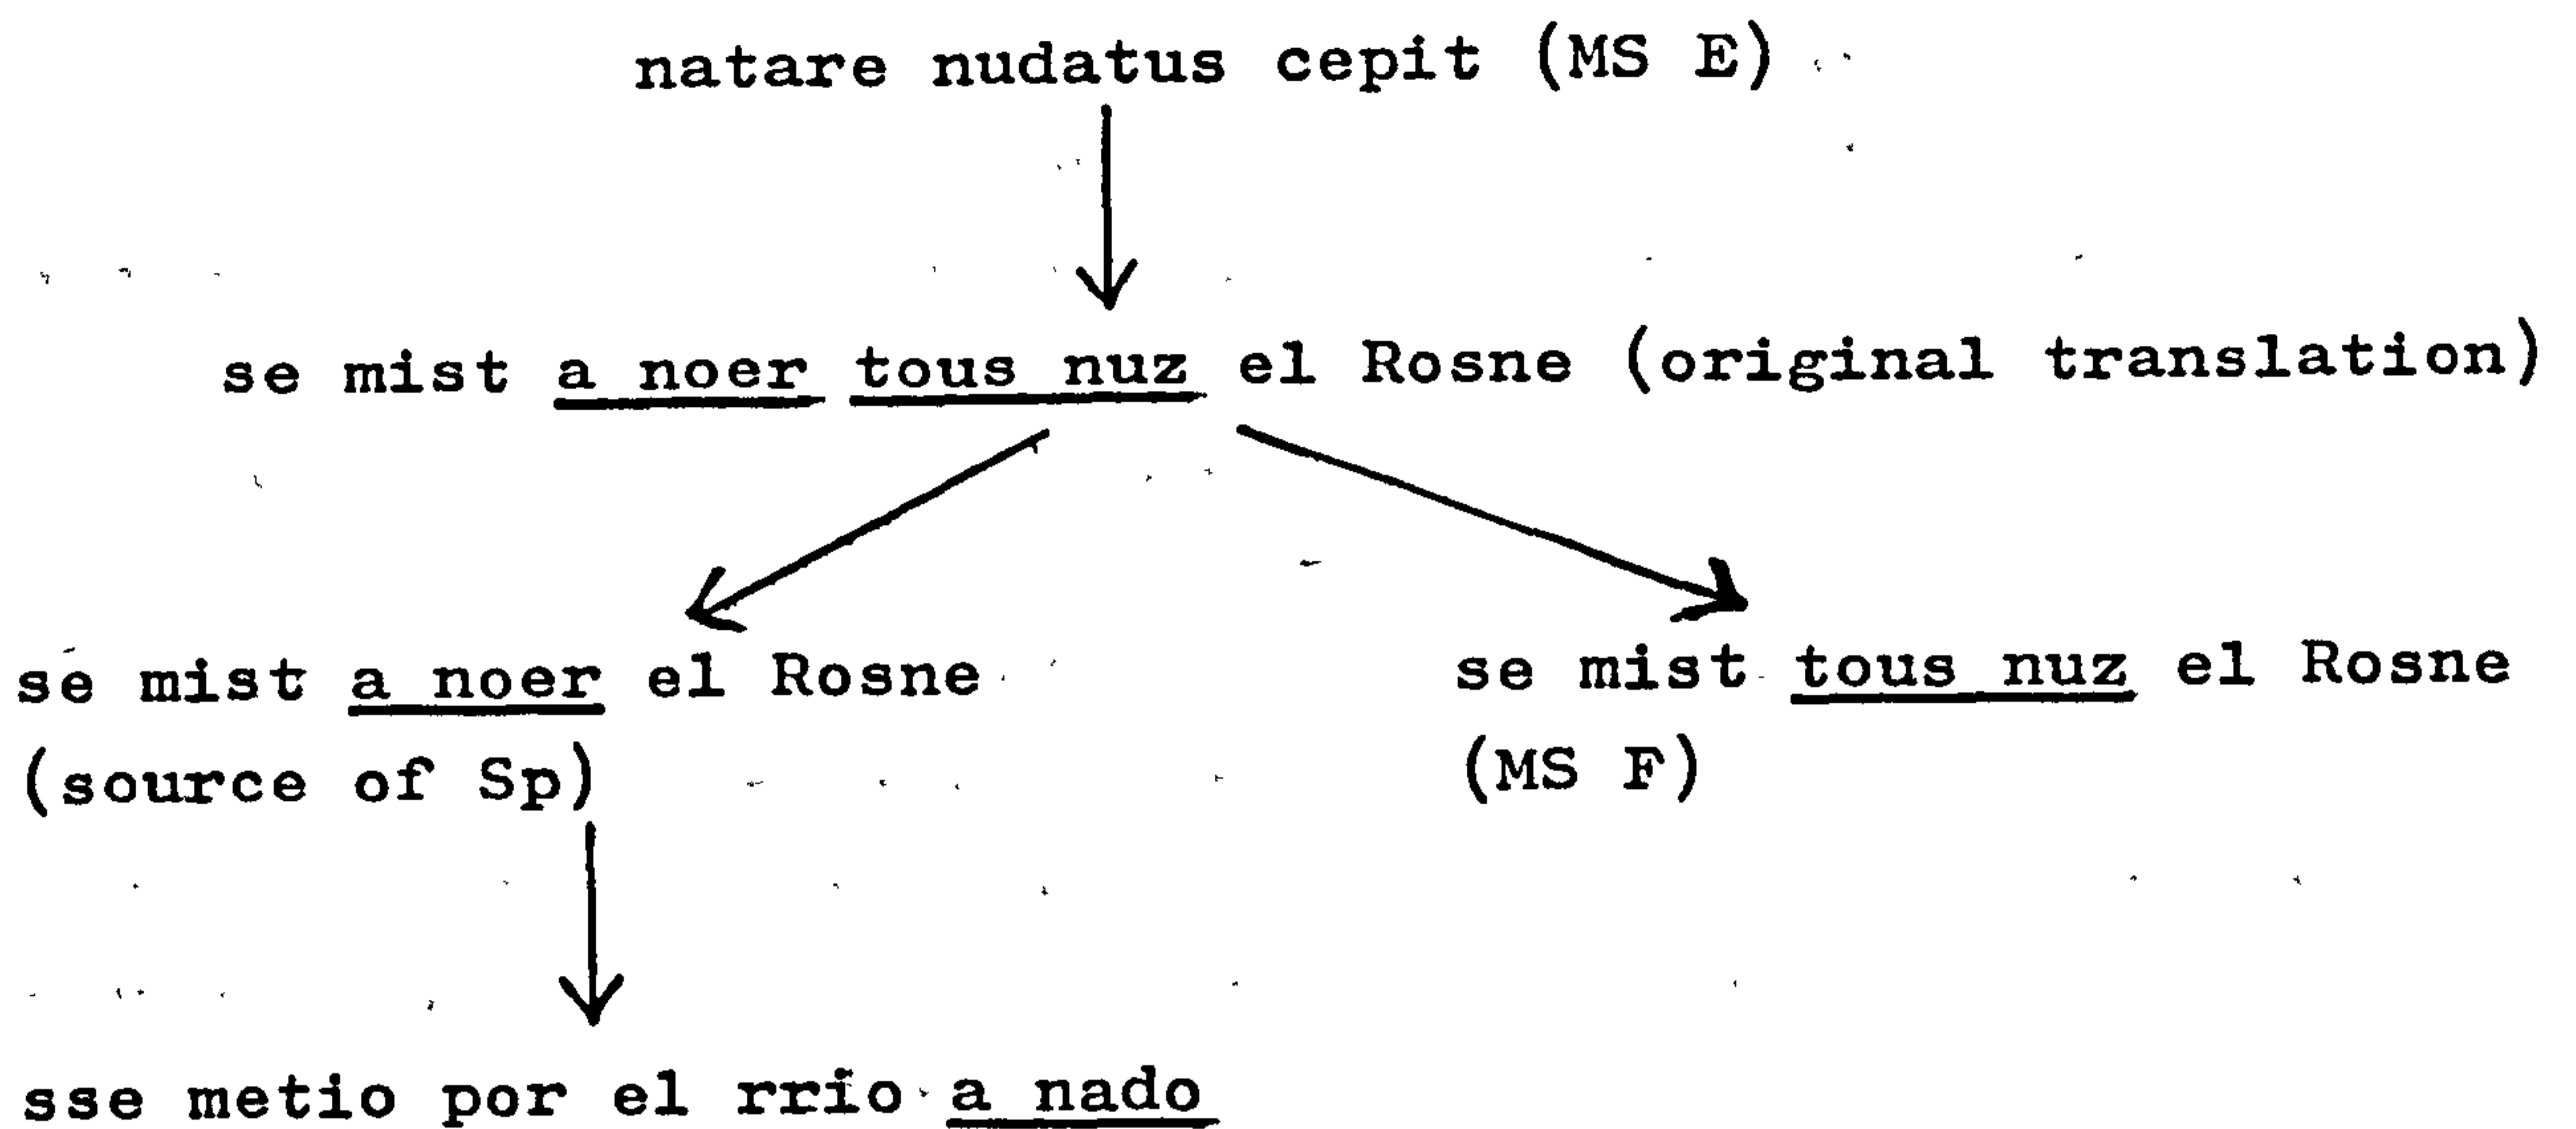 natare nudatus cepit (MS E)
se mist a noer tous nuz el Rosne (original translation)
se mist a noer el Rosne
(source of Sp)
se mist tous nuz el Rosne
(MS F)
sse metio por el rrio a nado